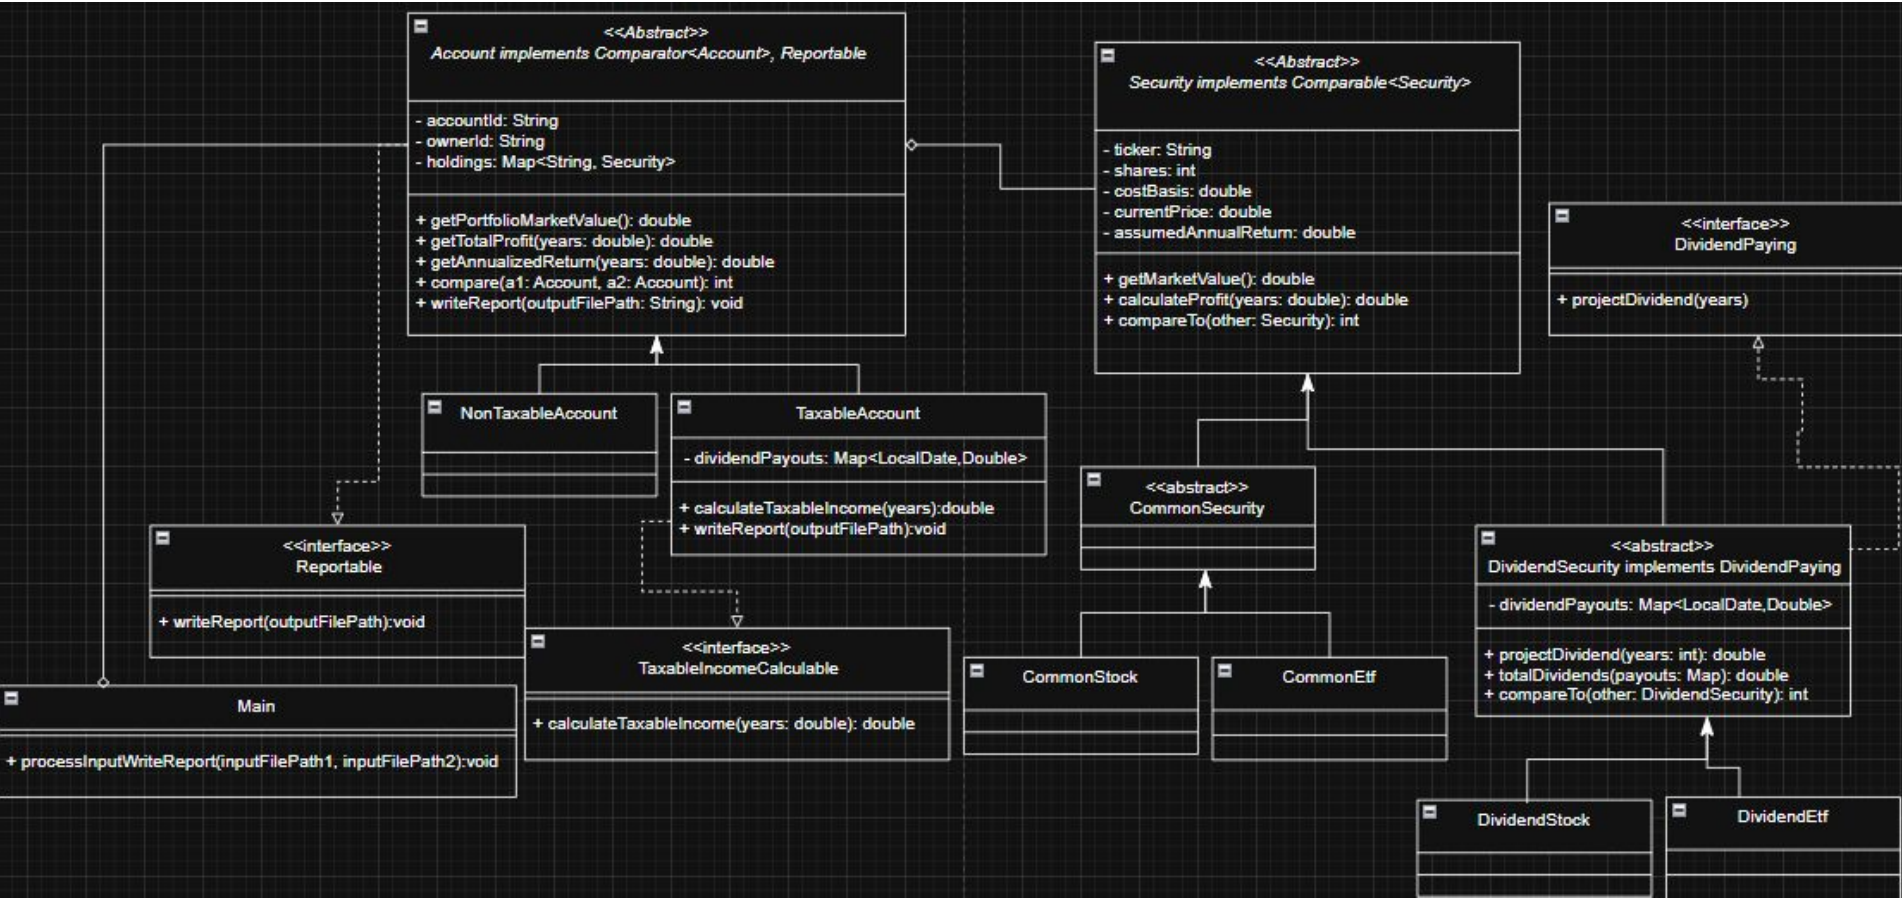 <<Abstract>>
Account implements Comparator<Account>, Reportable
- accountId: String
- ownerId: String
- holdings: Map<String, Security>
+ getPortfolioMarketValue(): double
+ getTotalProfit(years: double): double
+ getAnnualizedReturn(years: double): double
+ compare(a1: Account, a2: Account): int
+ writeReport(outputFilePath: String): void
<<Abstract>>
Security implements Comparable<Security>
- ticker: String
- shares: int
- costBasis: double
- currentPrice: double
- assumedAnnualReturn: double
+ getMarketValue(): double
+ calculateProfit(years: double): double
+ compareTo(other: Security): int
<<interface>>
DividendPaying
+ projectDividend(years)
NonTaxableAccount
TaxableAccount
- dividendPayouts: Map<LocalDate,Double>
+ calculateTaxableIncome(years):double
+ writeReport(outputFilePath):void
<<abstract>>
CommonSecurity
<<interface>>
Reportable
+ writeReport(outputFilePath):void
<<abstract>>
DividendSecurity implements DividendPaying
- dividendPayouts: Map<LocalDate,Double>
+ projectDividend(years: int): double
+ totalDividends(payouts: Map): double
+ compareTo(other: DividendSecurity): int
<<interface>>
TaxableIncomeCalculable
+ calculateTaxableIncome(years: double): double
CommonStock
CommonEtf
Main
+ processInputWriteReport(inputFilePath1, inputFilePath2):void
DividendStock
DividendEtf